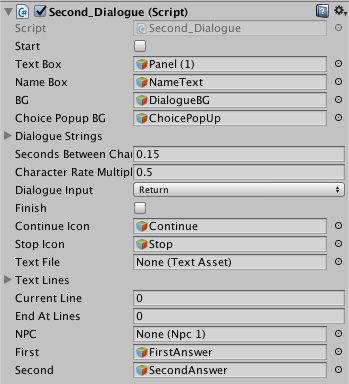 Second_Dialogue (Script)
Script Second_Dialogue
Start
Text Box Panel (1)
Name Box NameText
BG DialogueBG
Choice Popup BG ChoicePopUp
Dialogue Strings
Seconds Between Char 0.15
Character Rate Multipl 0.5
Dialogue Input Return
Finish
Continue Icon Continue
Stop Icon Stop
Text File None (Text Asset)
Text Lines
Current Line 0
End At Lines 0
NPC None (Npc 1)
First FirstAnswer
Second SecondAnswer